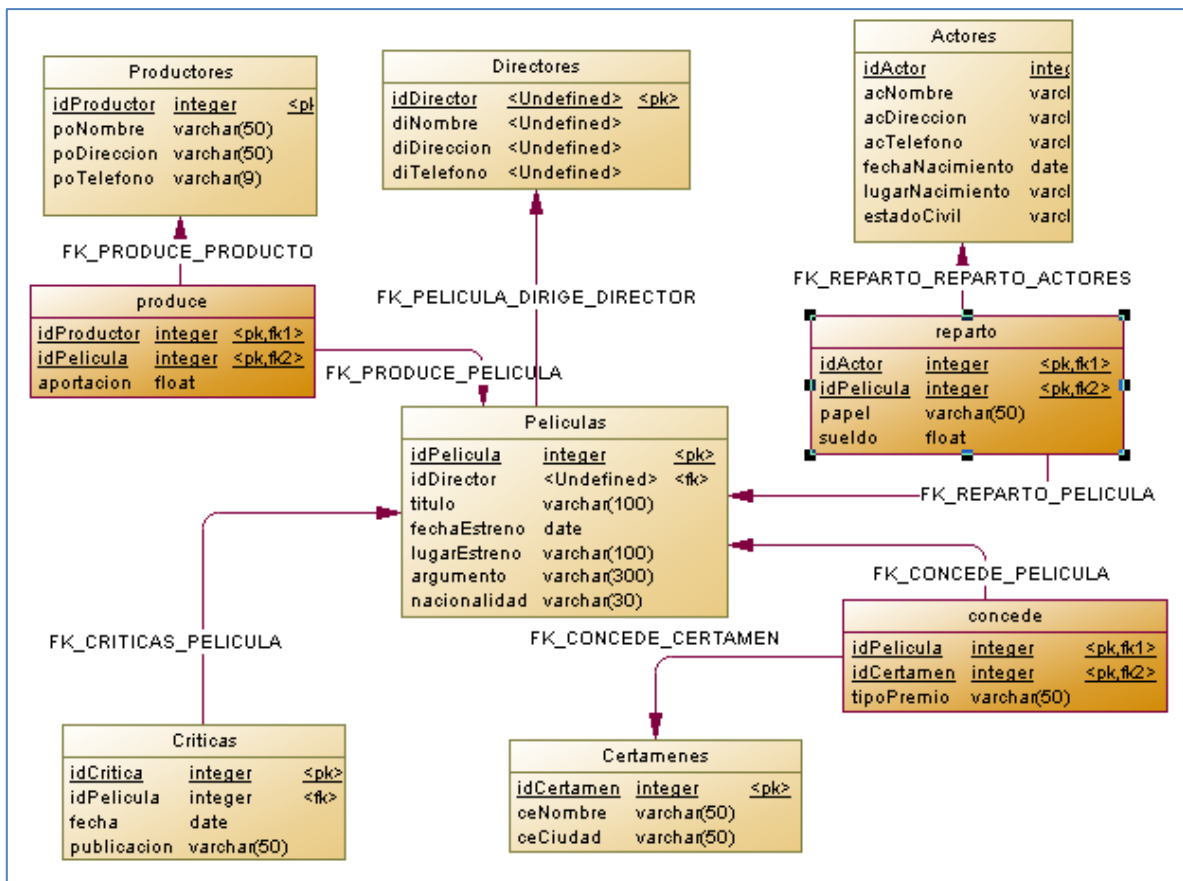 Productores
idProductor integer <pk
poNombre varchar(50)
poDireccion varchar(50)
poTelefono varchar(9)
Directores
idDirector <Undefined> <pk>
diNombre <Undefined>
diDireccion <Undefined>
diTelefono <Undefined>
Actores
idActor integ
acNombre varcl
acDireccion varcl
acTelefono varcl
fechaNacimiento date
lugarNacimiento varcl
estadoCivil varcl
FK_PRODUCE_PRODUCTO
FK_PELICULA_DIRIGE_DIRECTOR
FK_REPARTO_REPARTO_ACTORES
produce
idProductor integer <pk,fk1>
idPelicula integer <pk,fk2>
aportacion float
FK_PRODUCE_PELICULA
reparto
idActor integer <pk,fk1>
idPelicula integer <pk,fk2>
papel varchar(50)
sueldo float
FK_REPARTO_PELICULA
Peliculas
idPelicula integer <pk>
idDirector <Undefined> <fk>
titulo varchar(100)
fechaEstreno date
lugarEstreno varchar(100)
argumento varchar(300)
nacionalidad varchar(30)
FK_CONCEDE_PELICULA
concede
idPelicula integer <pk,fk1>
idCertamen integer <pk,fk2>
tipoPremio varchar(50)
FK_CRITICAS_PELICULA
FK_CONCEDE_CERTAMEN
Criticas
idCritica integer <pk>
idPelicula integer <fk>
fecha date
publicacion varchar(50)
Certamenes
idCertamen integer <pk>
ceNombre varchar(50)
ceCiudad varchar(50)